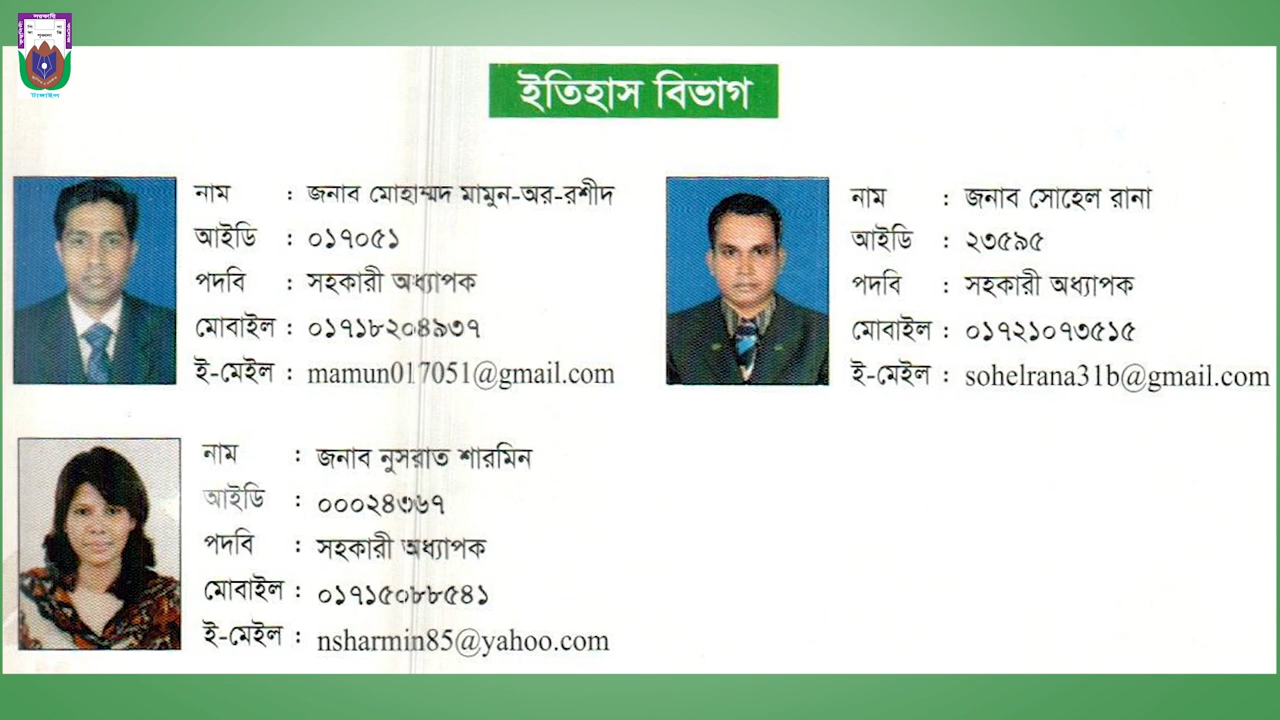 সরকারি
টাঙ্গাইল
ইতিহাস বিভাগ
নাম : জনাব মোহাম্মদ মামুন-অর-রশীদ
আইডি : ০১৭০৫১
পদবি : সহকারী অধ্যাপক
মোবাইল : ০১৭১৮২০৪৯৩৭
ই-মেইল : mamun017051@gmail.com
নাম : জনাব সোহেল রানা
আইডি : ২৩৫৯৫
পদবি : সহকারী অধ্যাপক
মোবাইল : ০১৭২১০৭৩৫১৫
ই-মেইল : sohelrana31b@gmail.com
নাম : জনাব নুসরাত শারমিন
আইডি : ০০০২৪৩৬৭
পদবি : সহকারী অধ্যাপক
মোবাইল : ০১৭১৫০৮৮৫৪১
ই-মেইল : nsharmin85@yahoo.com